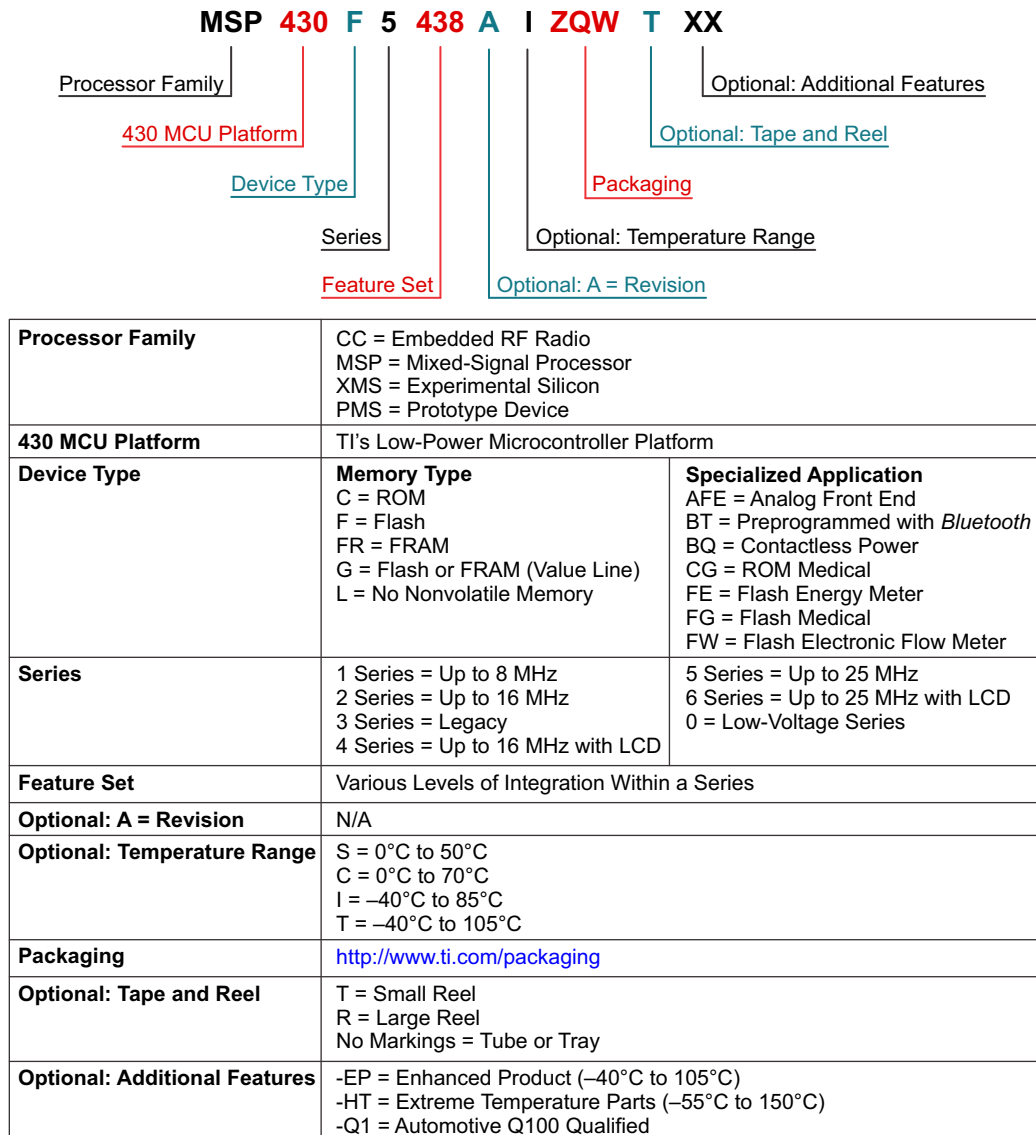 MSP 430 F 5 438 A I ZQW T XX
Processor Family
Optional: Additional Features
430 MCU Platform
Optional: Tape and Reel
Device Type
Packaging
Series
Optional: Temperature Range
Feature Set
Optional: A = Revision
Processor Family
CC = Embedded RF Radio
MSP = Mixed-Signal Processor
XMS = Experimental Silicon
PMS = Prototype Device
430 MCU Platform
TI's Low-Power Microcontroller Platform
Device Type
Memory Type
C = ROM
F = Flash
FR = FRAM
G = Flash or FRAM (Value Line)
L = No Nonvolatile Memory
Specialized Application
AFE = Analog Front End
BT = Preprogrammed with Bluetooth
BQ = Contactless Power
CG = ROM Medical
FE = Flash Energy Meter
FG = Flash Medical
FW = Flash Electronic Flow Meter
Series
1 Series = Up to 8 MHz
2 Series = Up to 16 MHz
3 Series = Legacy
4 Series = Up to 16 MHz with LCD
5 Series = Up to 25 MHz
6 Series = Up to 25 MHz with LCD
0 = Low-Voltage Series
Feature Set
Various Levels of Integration Within a Series
Optional: A = Revision
N/A
Optional: Temperature Range
S = 0°C to 50°C
C = 0°C to 70°C
I = –40°C to 85°C
T = –40°C to 105°C
Packaging
http://www.ti.com/packaging
Optional: Tape and Reel
T = Small Reel
R = Large Reel
No Markings = Tube or Tray
Optional: Additional Features
-EP = Enhanced Product (–40°C to 105°C)
-HT = Extreme Temperature Parts (–55°C to 150°C)
-Q1 = Automotive Q100 Qualified